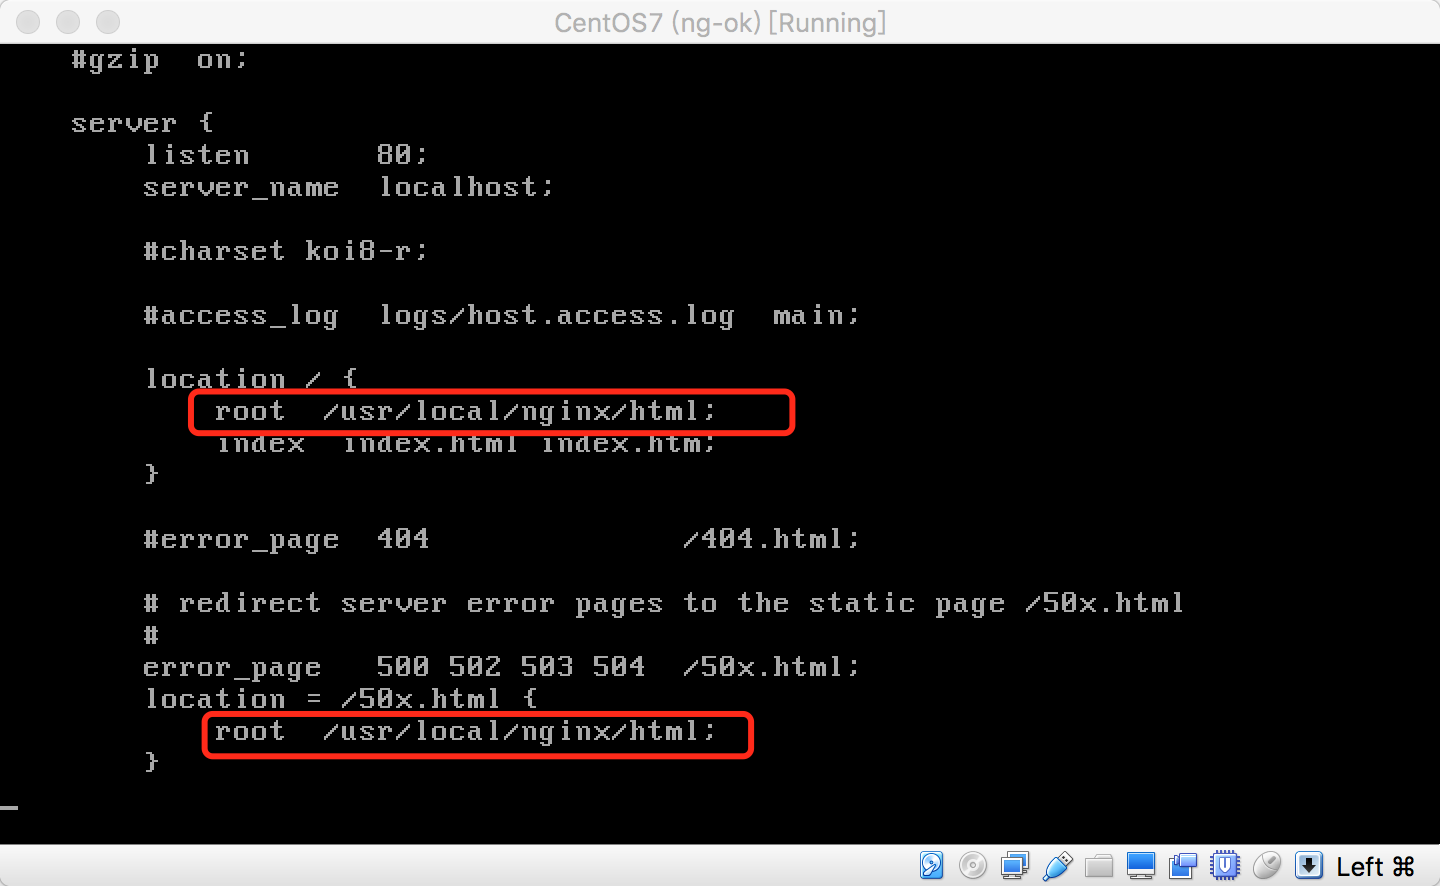 CentOS7 (ng-ok) [Running]
#gzip  on;
server {
listen       80;
server_name  localhost;
#charset koi8-r;
#access_log  logs/host.access.log  main;
location / {
root  /usr/local/nginx/html;
index  index.html index.htm;
}
#error_page  404              /404.html;
# redirect server error pages to the static page /50x.html
#
error_page   500 502 503 504  /50x.html;
location = /50x.html {
root  /usr/local/nginx/html;
}
Left ⌘